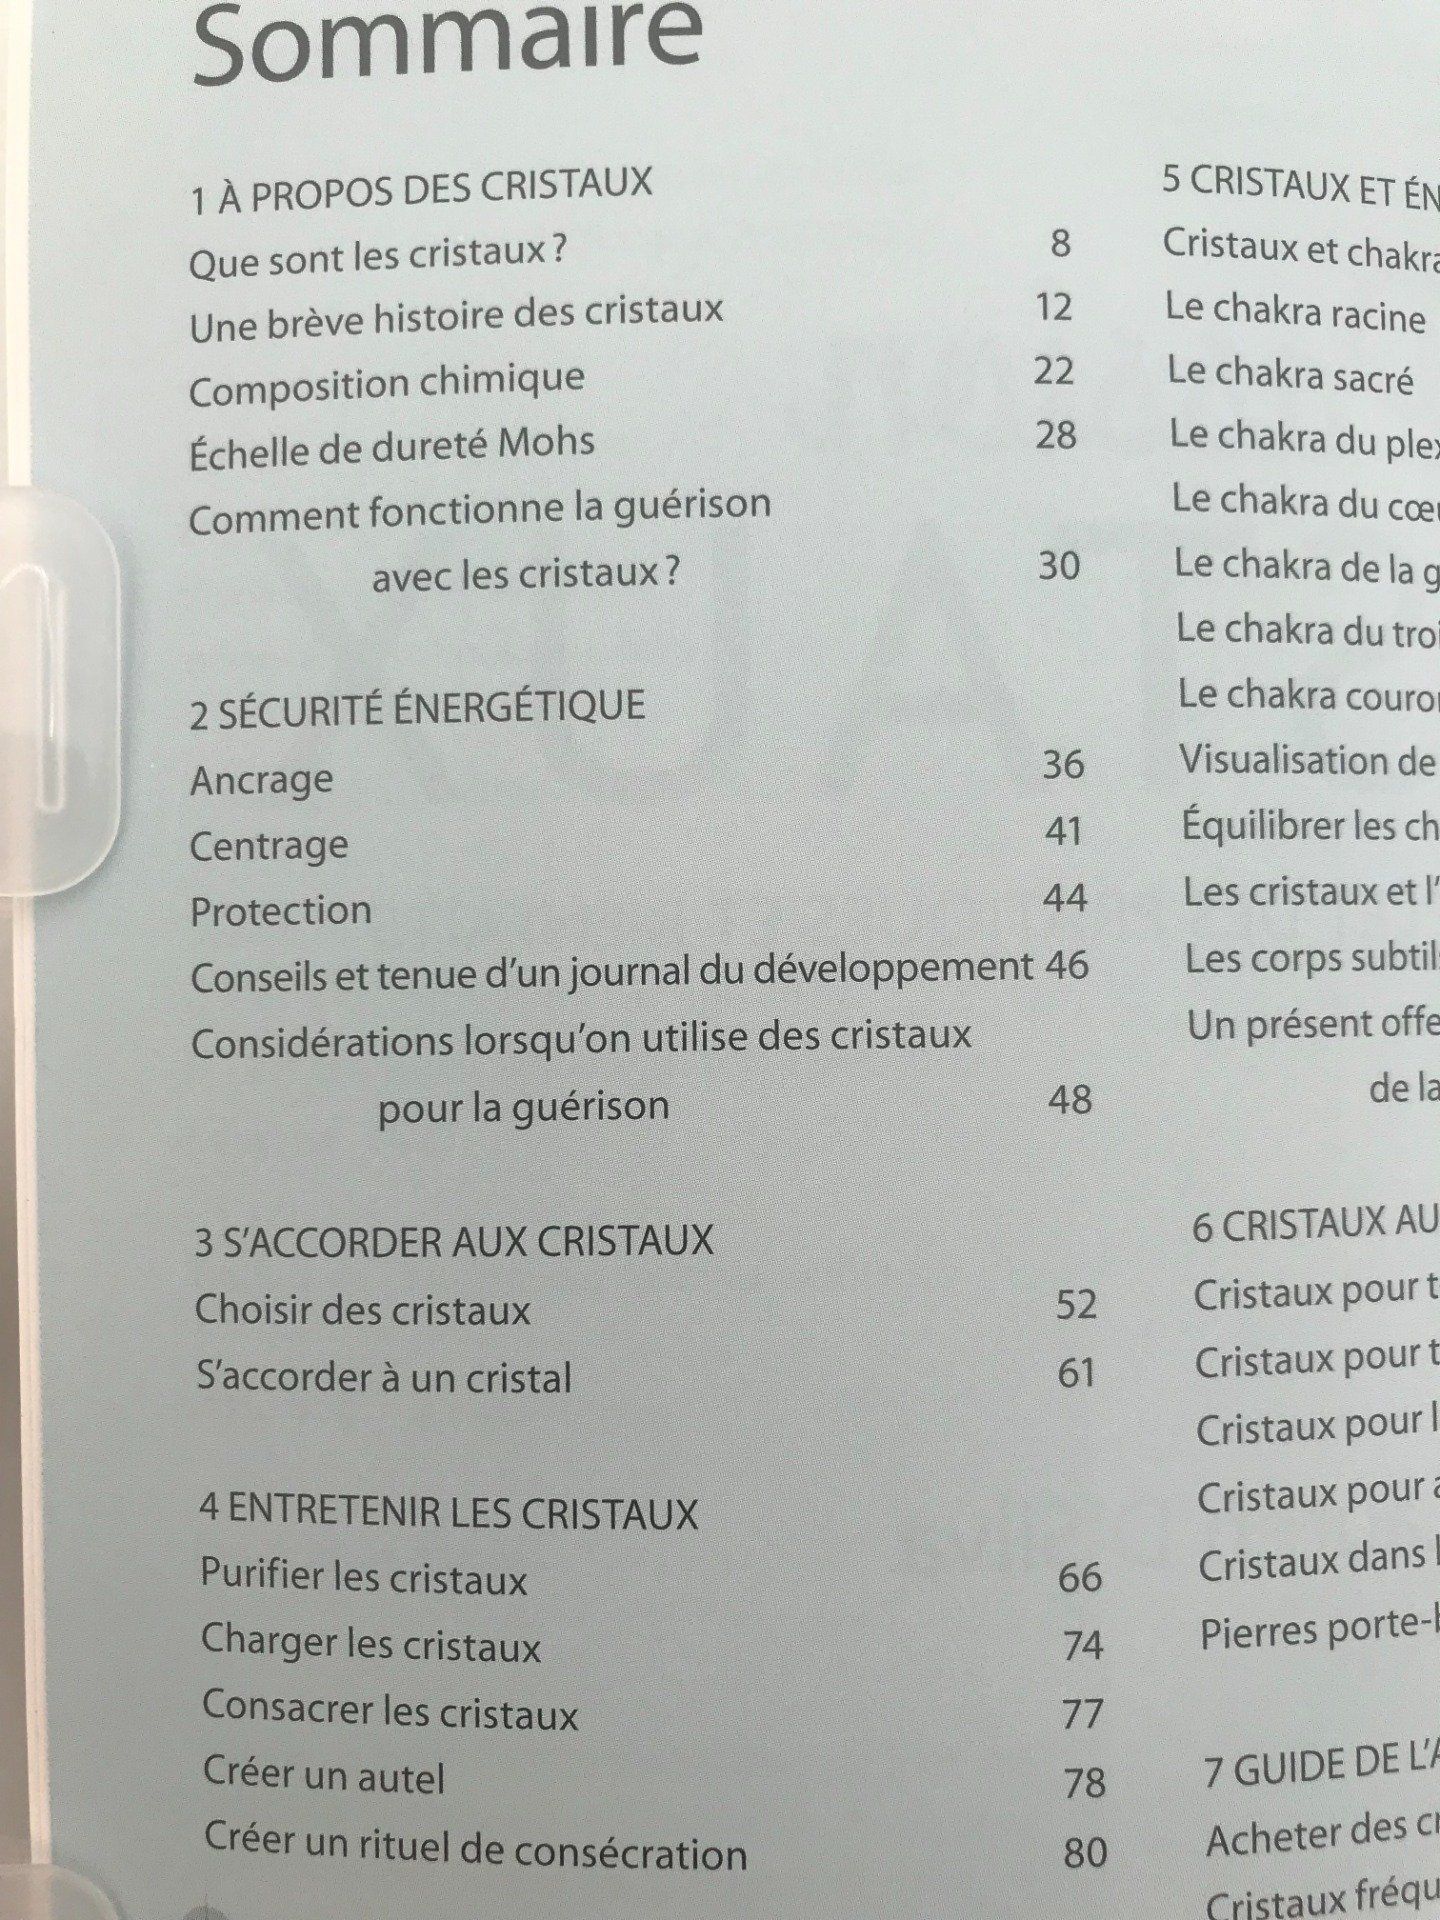 Sommaire
1 À PROPOS DES CRISTAUX
Que sont les cristaux ? 8
Une brève histoire des cristaux 12
Composition chimique 22
Échelle de dureté Mohs 28
Comment fonctionne la guérison
avec les cristaux ? 30
2 SÉCURITÉ ÉNERGÉTIQUE
Ancrage 36
Centrage 41
Protection 44
Conseils et tenue d’un journal du développement 46
Considérations lorsqu’on utilise des cristaux
pour la guérison 48
3 S’ACCORDER AUX CRISTAUX
Choisir des cristaux 52
S’accorder à un cristal 61
4 ENTRETENIR LES CRISTAUX
Purifier les cristaux 66
Charger les cristaux 74
Consacrer les cristaux 77
Créer un autel 78
Créer un rituel de consécration 80
5 CRISTAUX ET
Cristaux et
Le chakra racine
Le chakra sacré
Le chakra du
Le chakra du
Le chakra de la
Le chakra du
Le chakra
Visualisation de
Équilibrer les
Les cristaux et
Les corps
Un présent
de la
6 CRISTAUX AU
Cristaux pour
Cristaux pour
Cristaux pour
Cristaux pour
Cristaux dans
Pierres
7 GUIDE DE
Acheter des
Cristaux